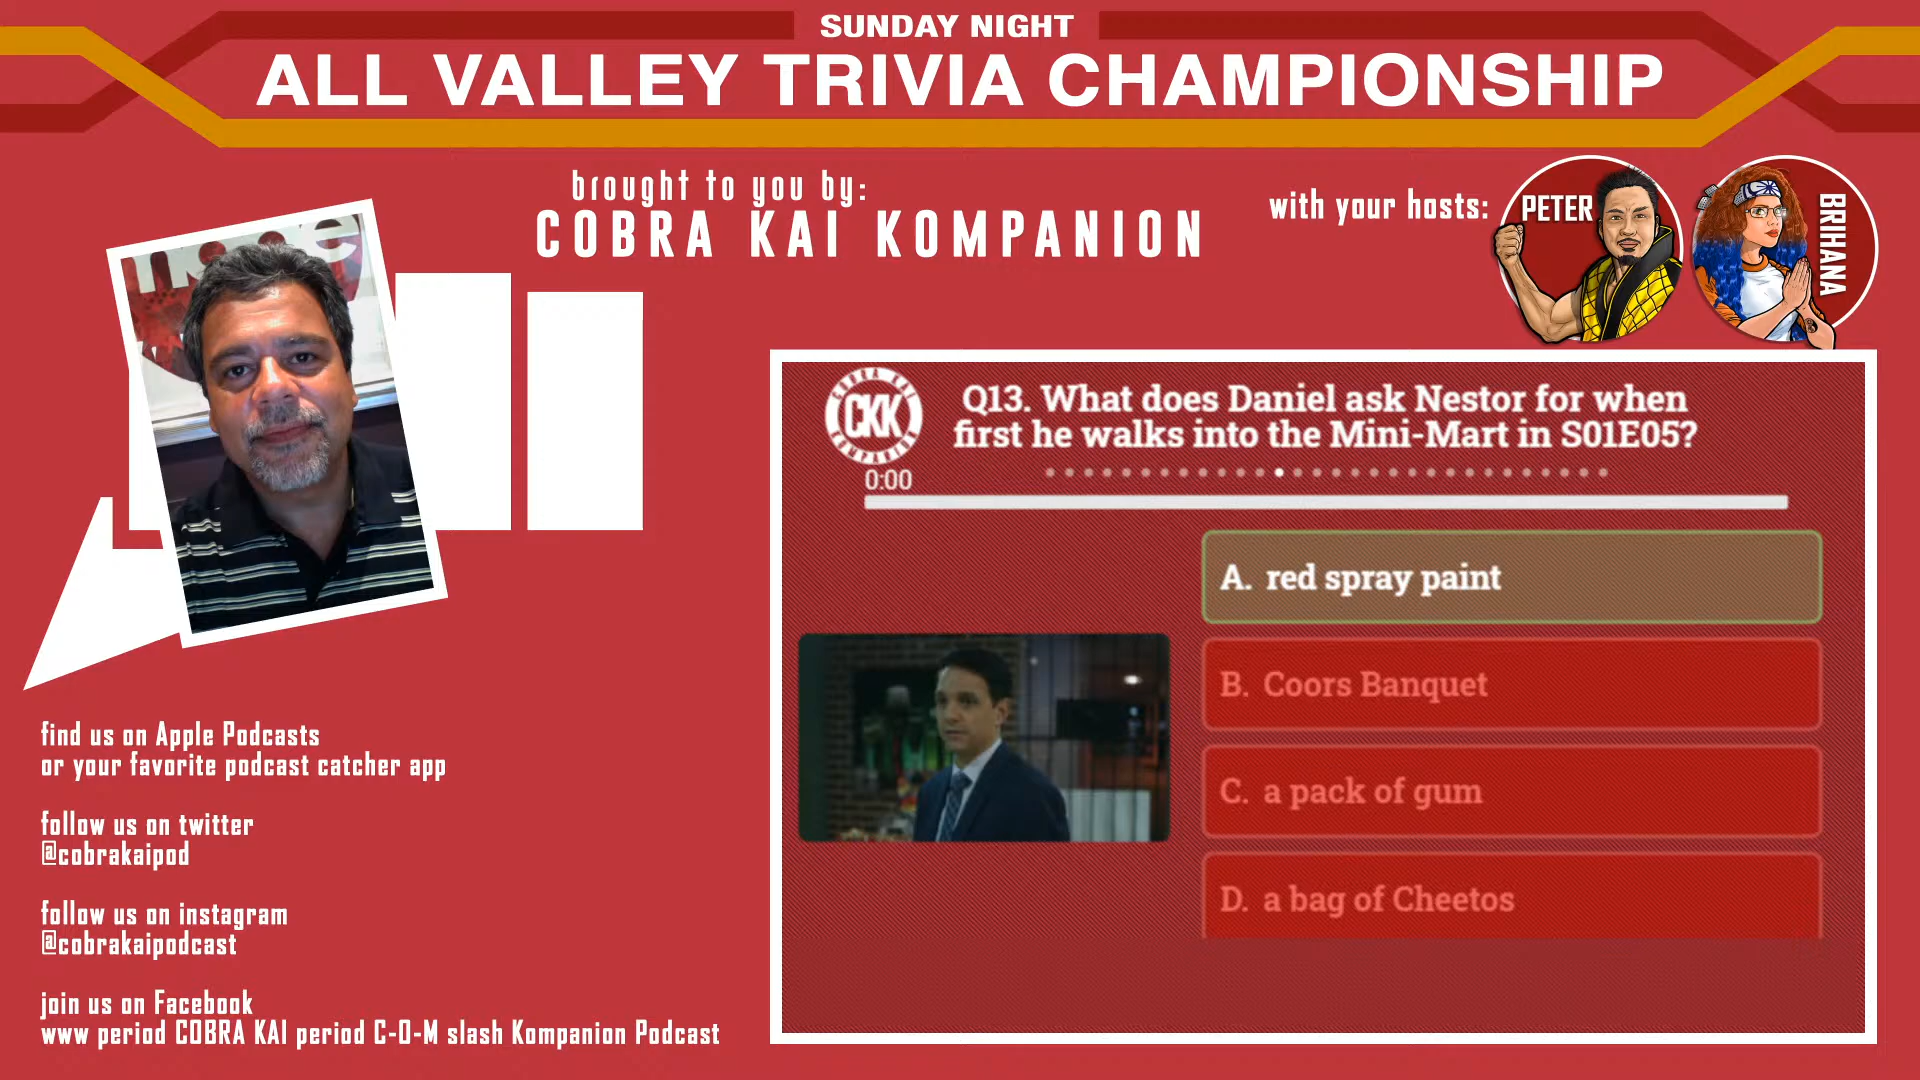 SUNDAY NIGHT
ALL VALLEY TRIVIA CHAMPIONSHIP
brought to you by:
COBRA KAI KOMPANION
with your hosts:
PETER
BRIHANA
COBRA KAI
CKK
KOMPANION
Q13. What does Daniel ask Nestor for when
first he walks into the Mini-Mart in S01E05?
0:00
A. red spray paint
B. Coors Banquet
C. a pack of gum
D. a bag of Cheetos
find us on Apple Podcasts
or your favorite podcast catcher app
follow us on twitter
@cobrakaipod
follow us on instagram
@cobrakaipodcast
join us on Facebook
www period COBRA KAI period C-O-M slash Kompanion Podcast